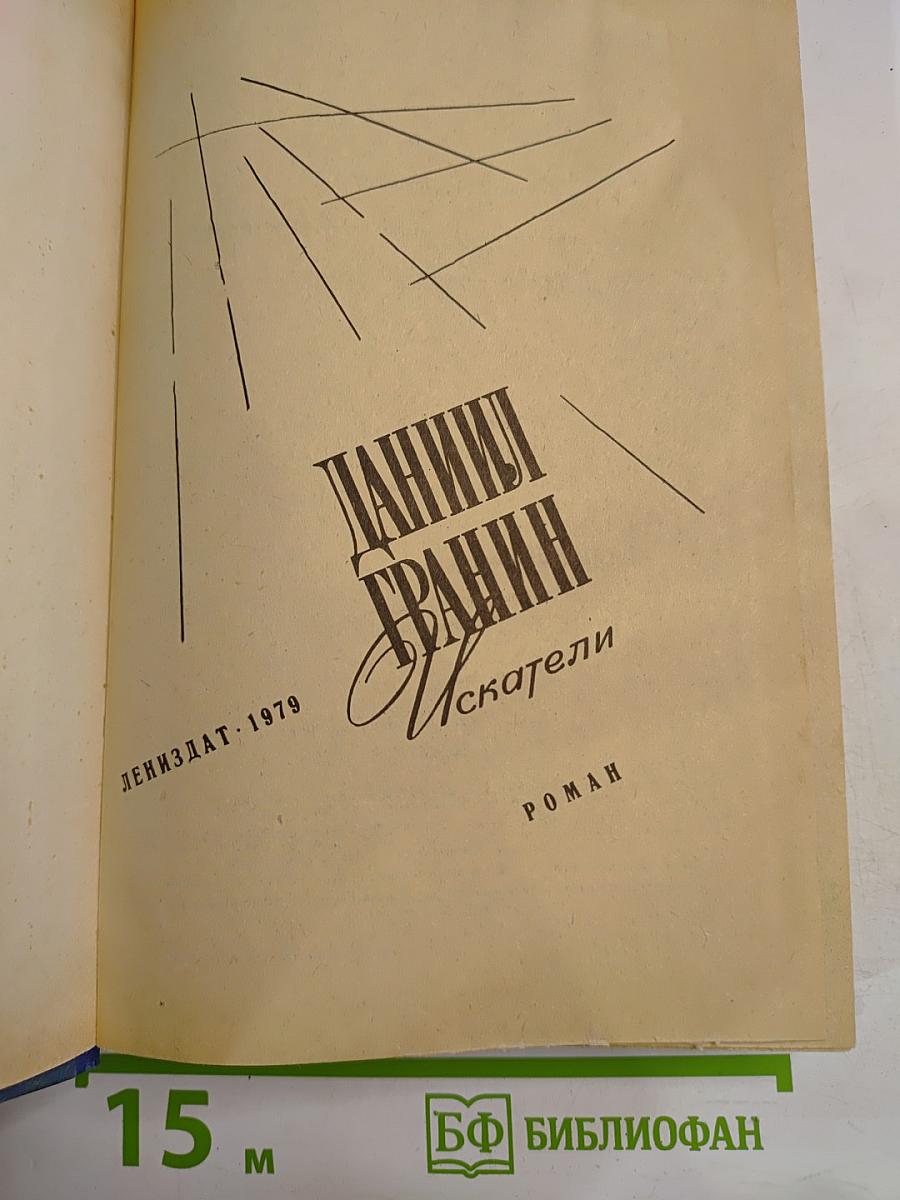 ДАНИИЛ
ГРАНИН
Искатели
ЛЕНИЗДАТ · 1979
РОМАН
15 м
БФ БИБЛИОФАН